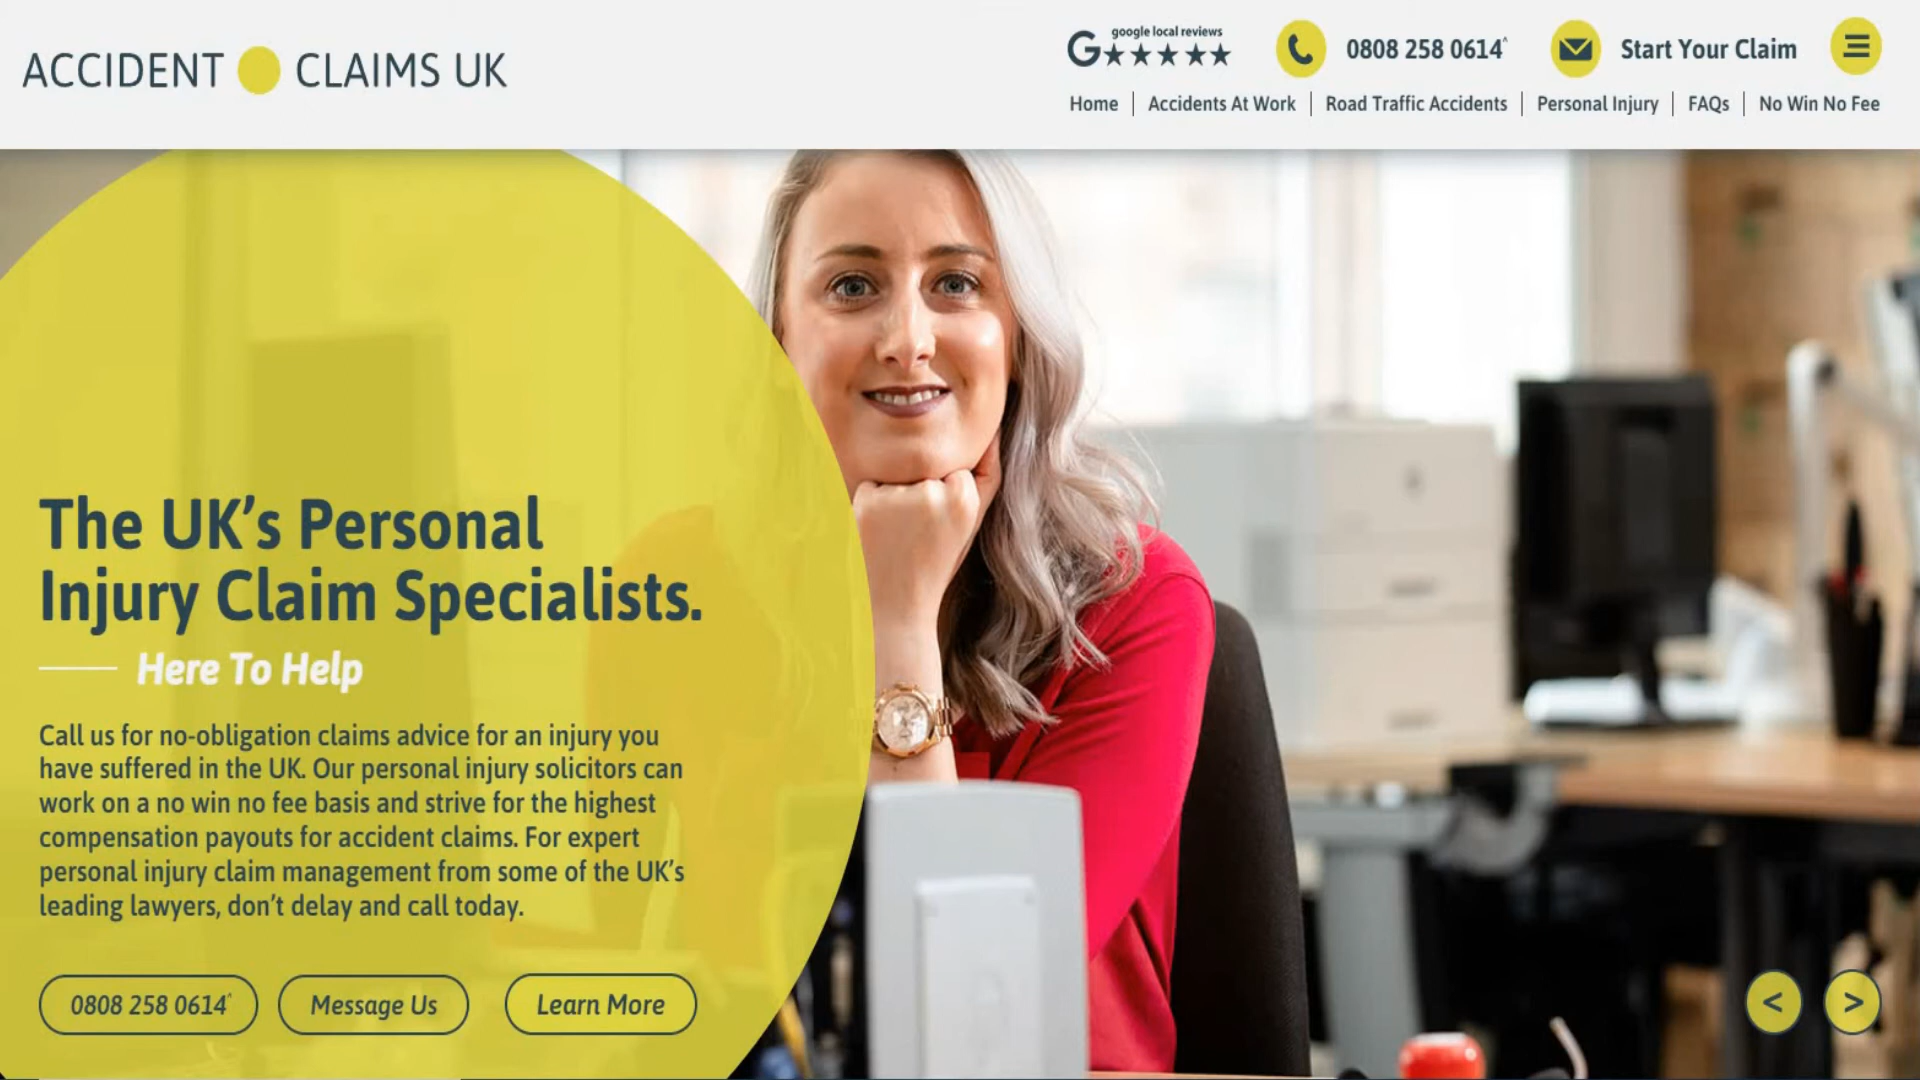 ACCIDENT CLAIMS UK
google local reviews
0808 258 0614^
Start Your Claim
Home
Accidents At Work
Road Traffic Accidents
Personal Injury
FAQs
No Win No Fee
The UK’s Personal
Injury Claim Specialists.
Here To Help
Call us for no-obligation claims advice for an injury you
have suffered in the UK. Our personal injury solicitors can
work on a no win no fee basis and strive for the highest
compensation payouts for accident claims. For expert
personal injury claim management from some of the UK’s
leading lawyers, don’t delay and call today.
0808 258 0614^
Message Us
Learn More
< >